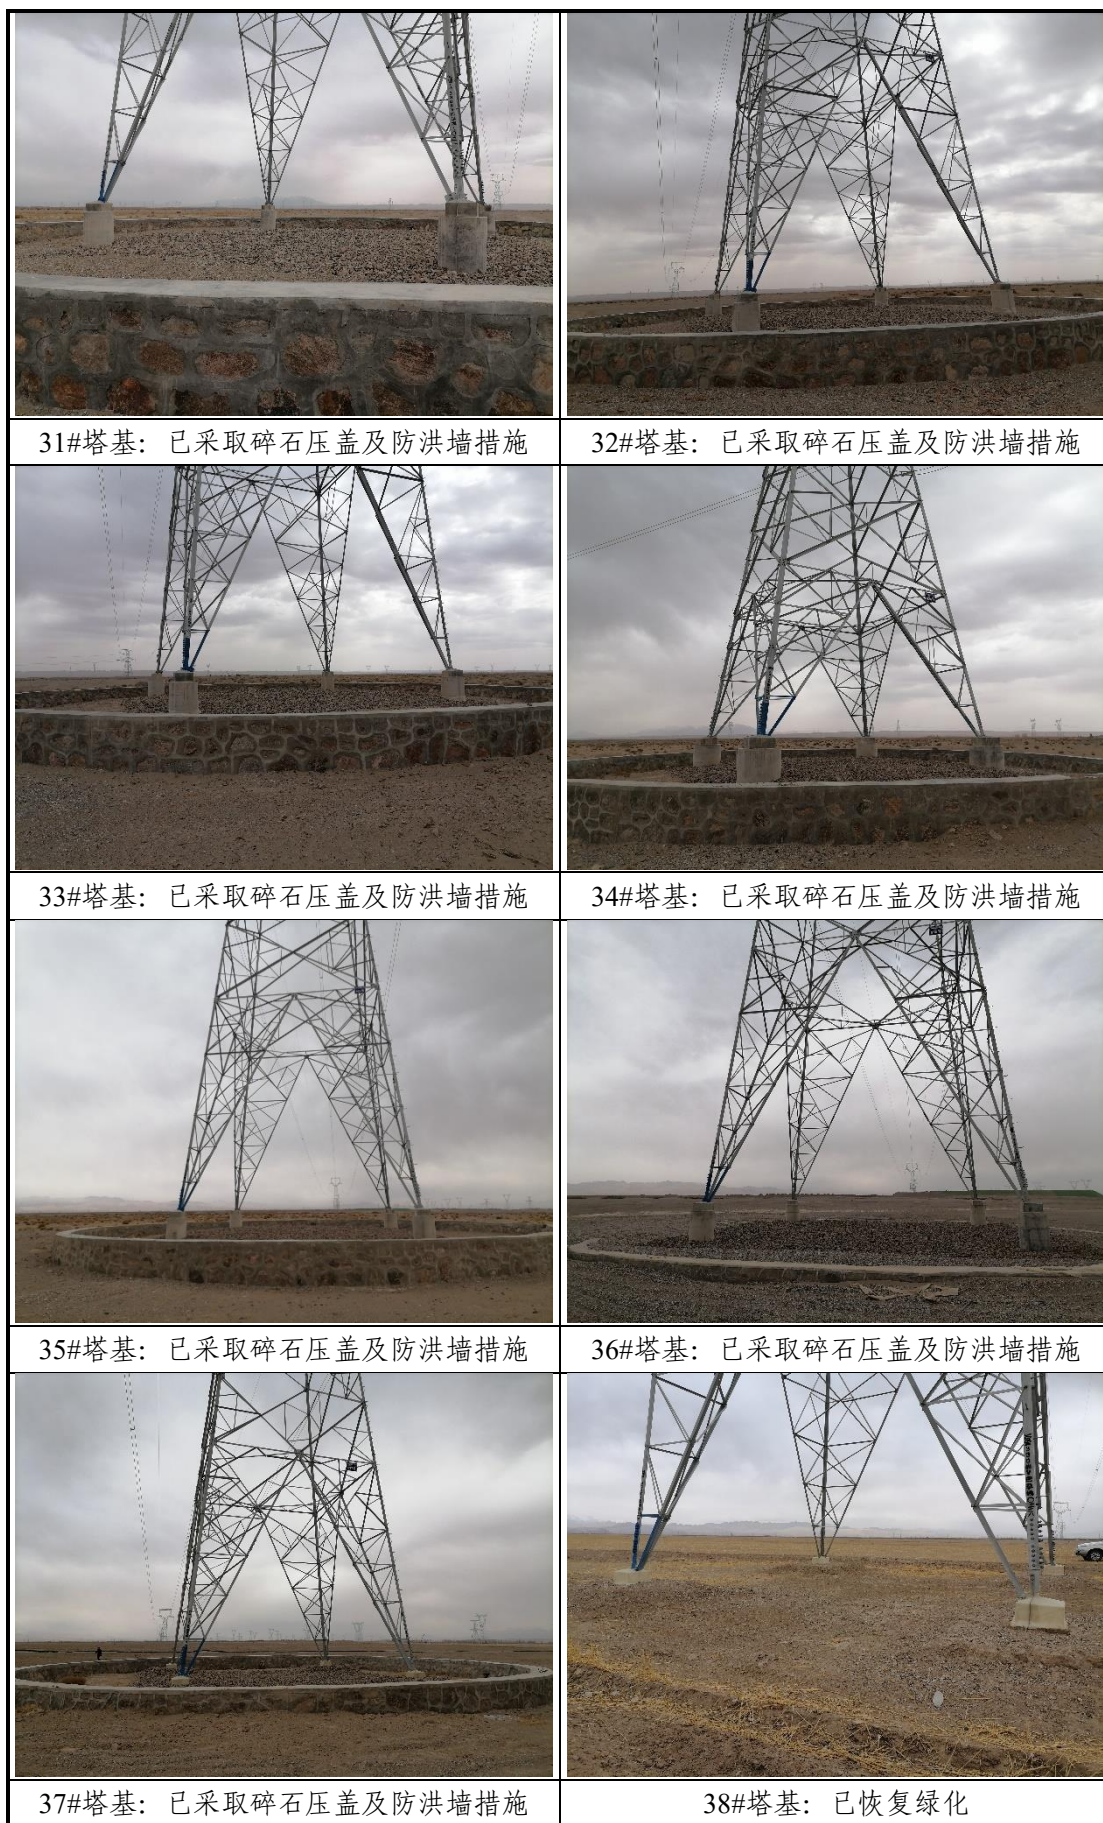 31#塔基：已采取碎石压盖及防洪墙措施
32#塔基：已采取碎石压盖及防洪墙措施
33#塔基：已采取碎石压盖及防洪墙措施
34#塔基：已采取碎石压盖及防洪墙措施
35#塔基：已采取碎石压盖及防洪墙措施
36#塔基：已采取碎石压盖及防洪墙措施
37#塔基：已采取碎石压盖及防洪墙措施
38#塔基：已恢复绿化